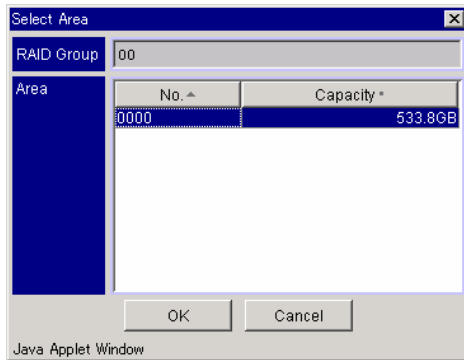 Select Area
RAID Group 00
Area
No. Capacity
0000 533.8GB
OK Cancel
Java Applet Window